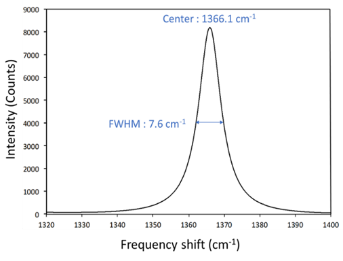 Center : 1366.1 cm⁻¹
9000
8000
7000
6000
5000
4000
3000
2000
1000
0
Intensity (Counts)
FWHM : 7.6 cm⁻¹
1320 1330 1340 1350 1360 1370 1380 1390 1400
Frequency shift (cm⁻¹)